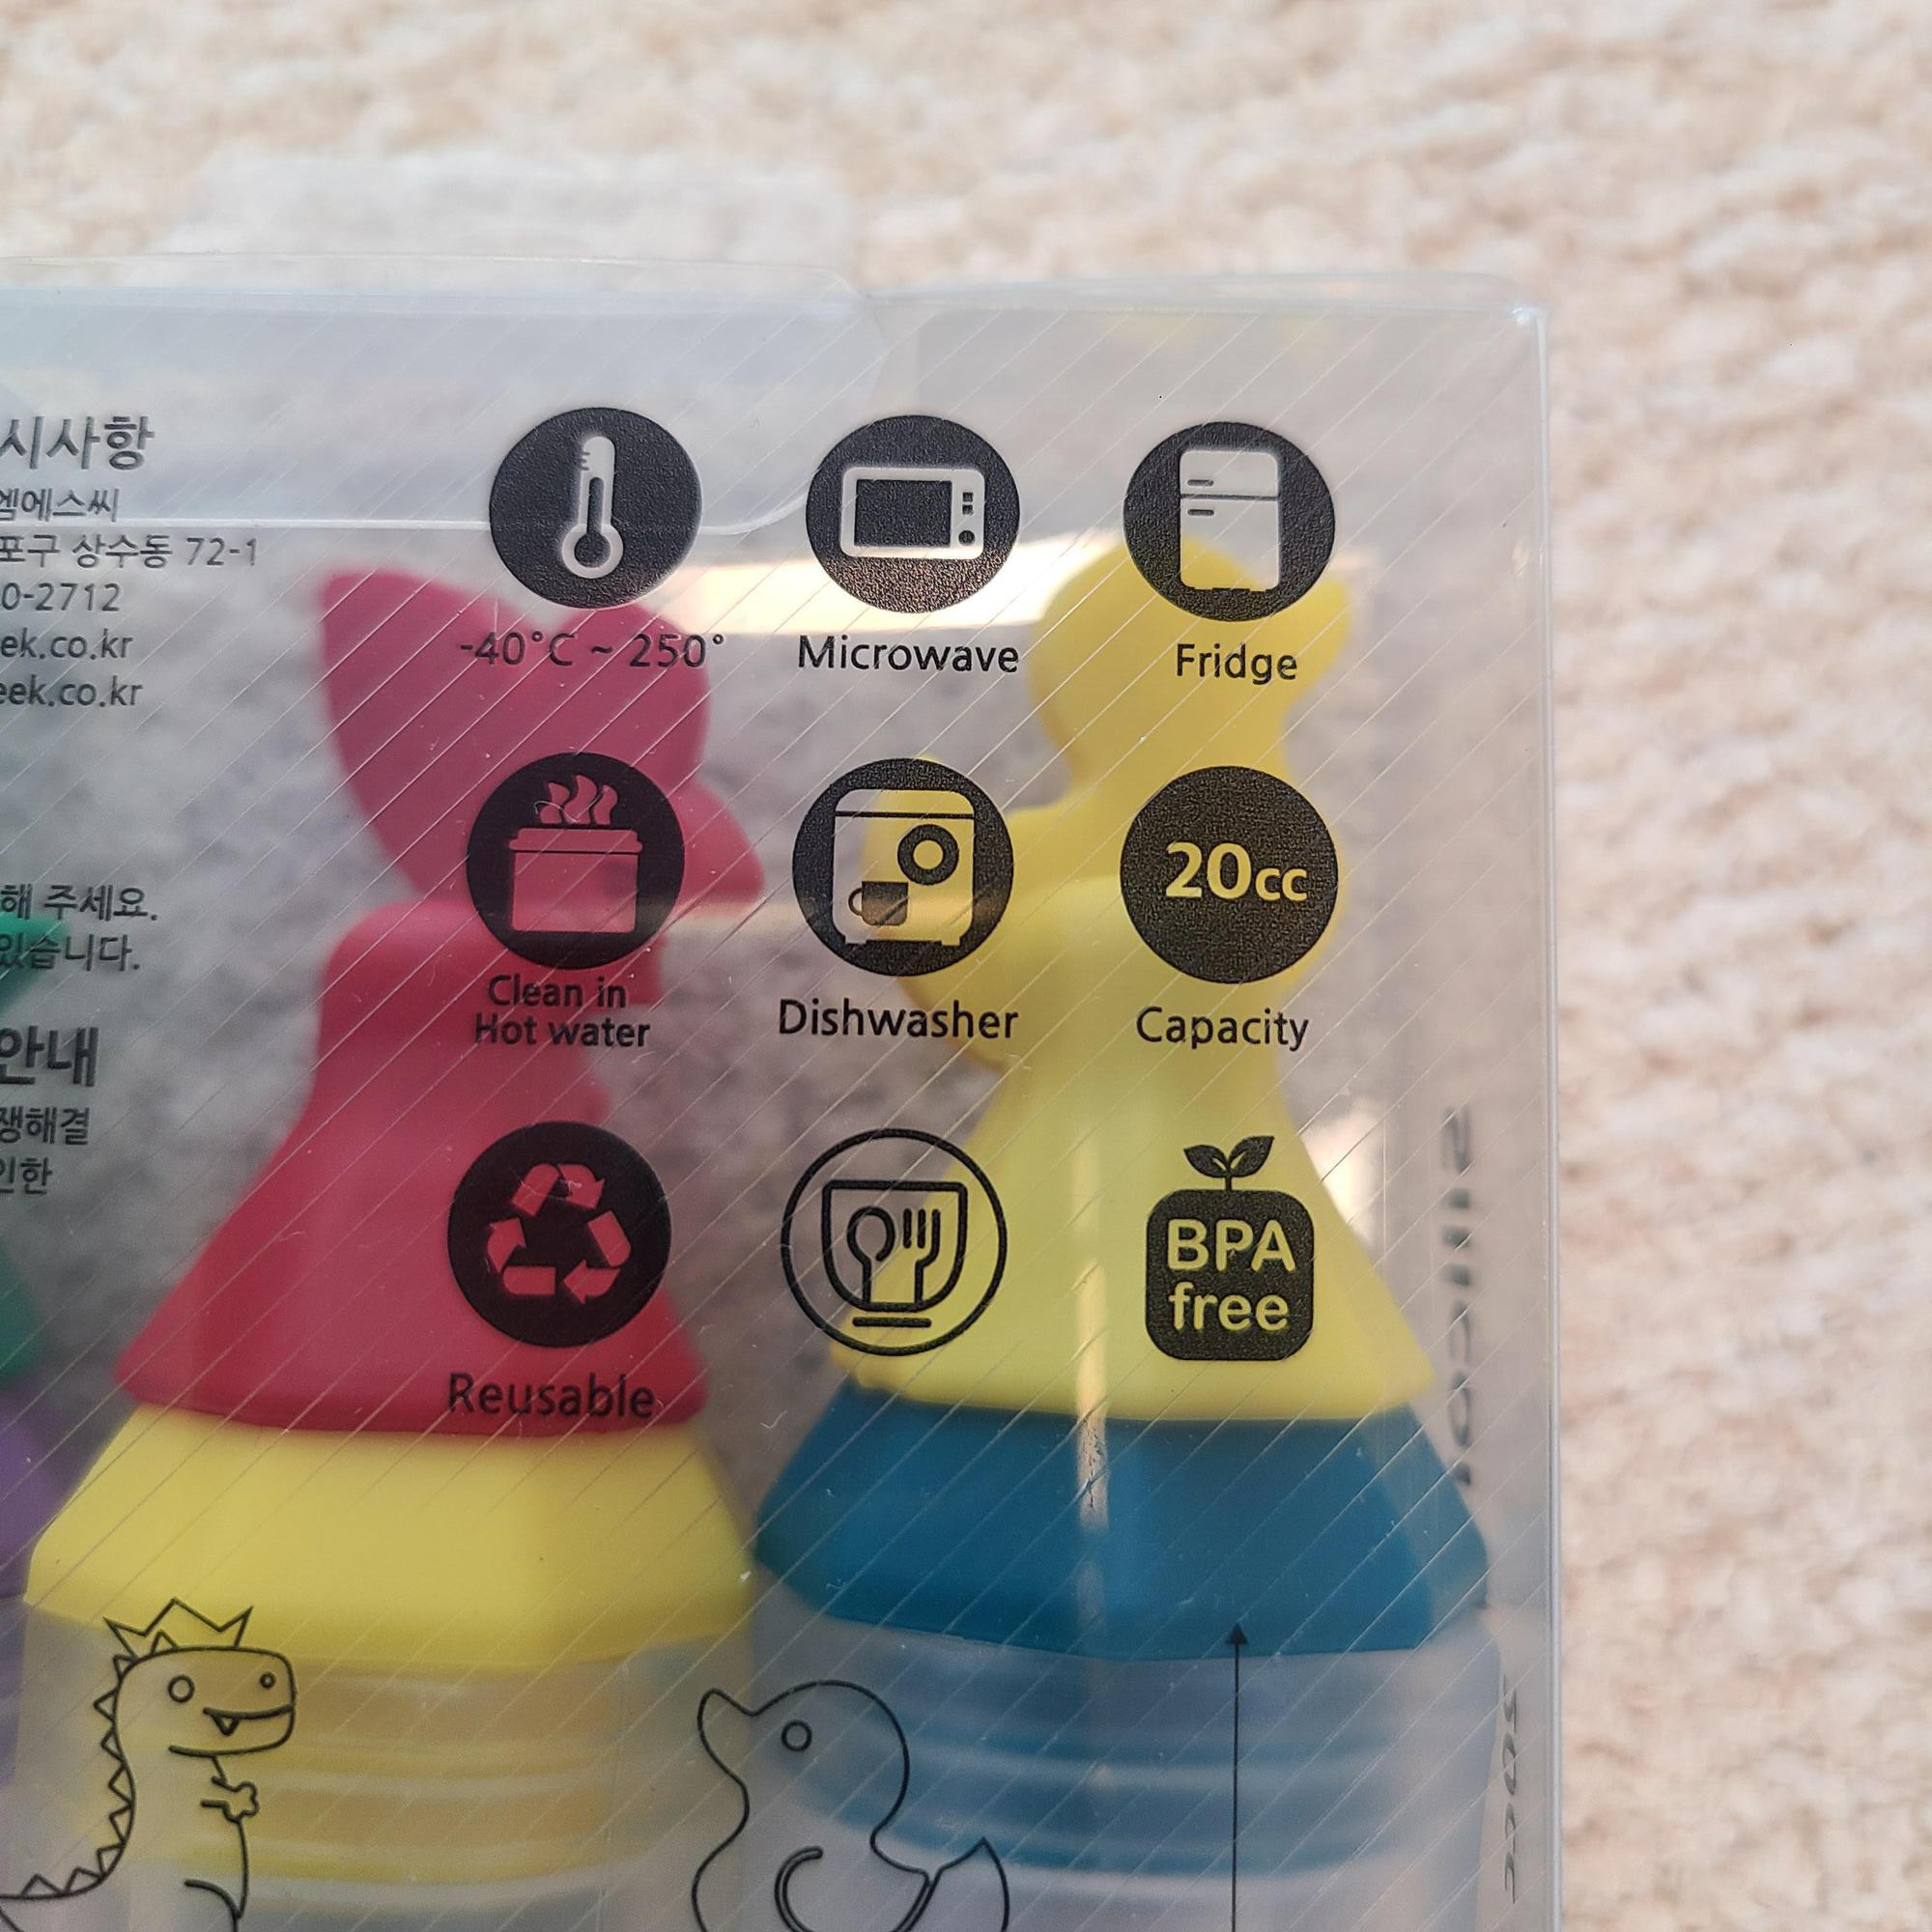 시사항
엠에스씨
포구 상수동 72-1
0-2712
ek.co.kr
eek.co.kr
해 주세요.
있습니다.
안내
쟁해결
인한
-40°C ~ 250°
Microwave
Fridge
Clean in
Hot water
Dishwasher
20cc
Capacity
Reusable
BPA
free